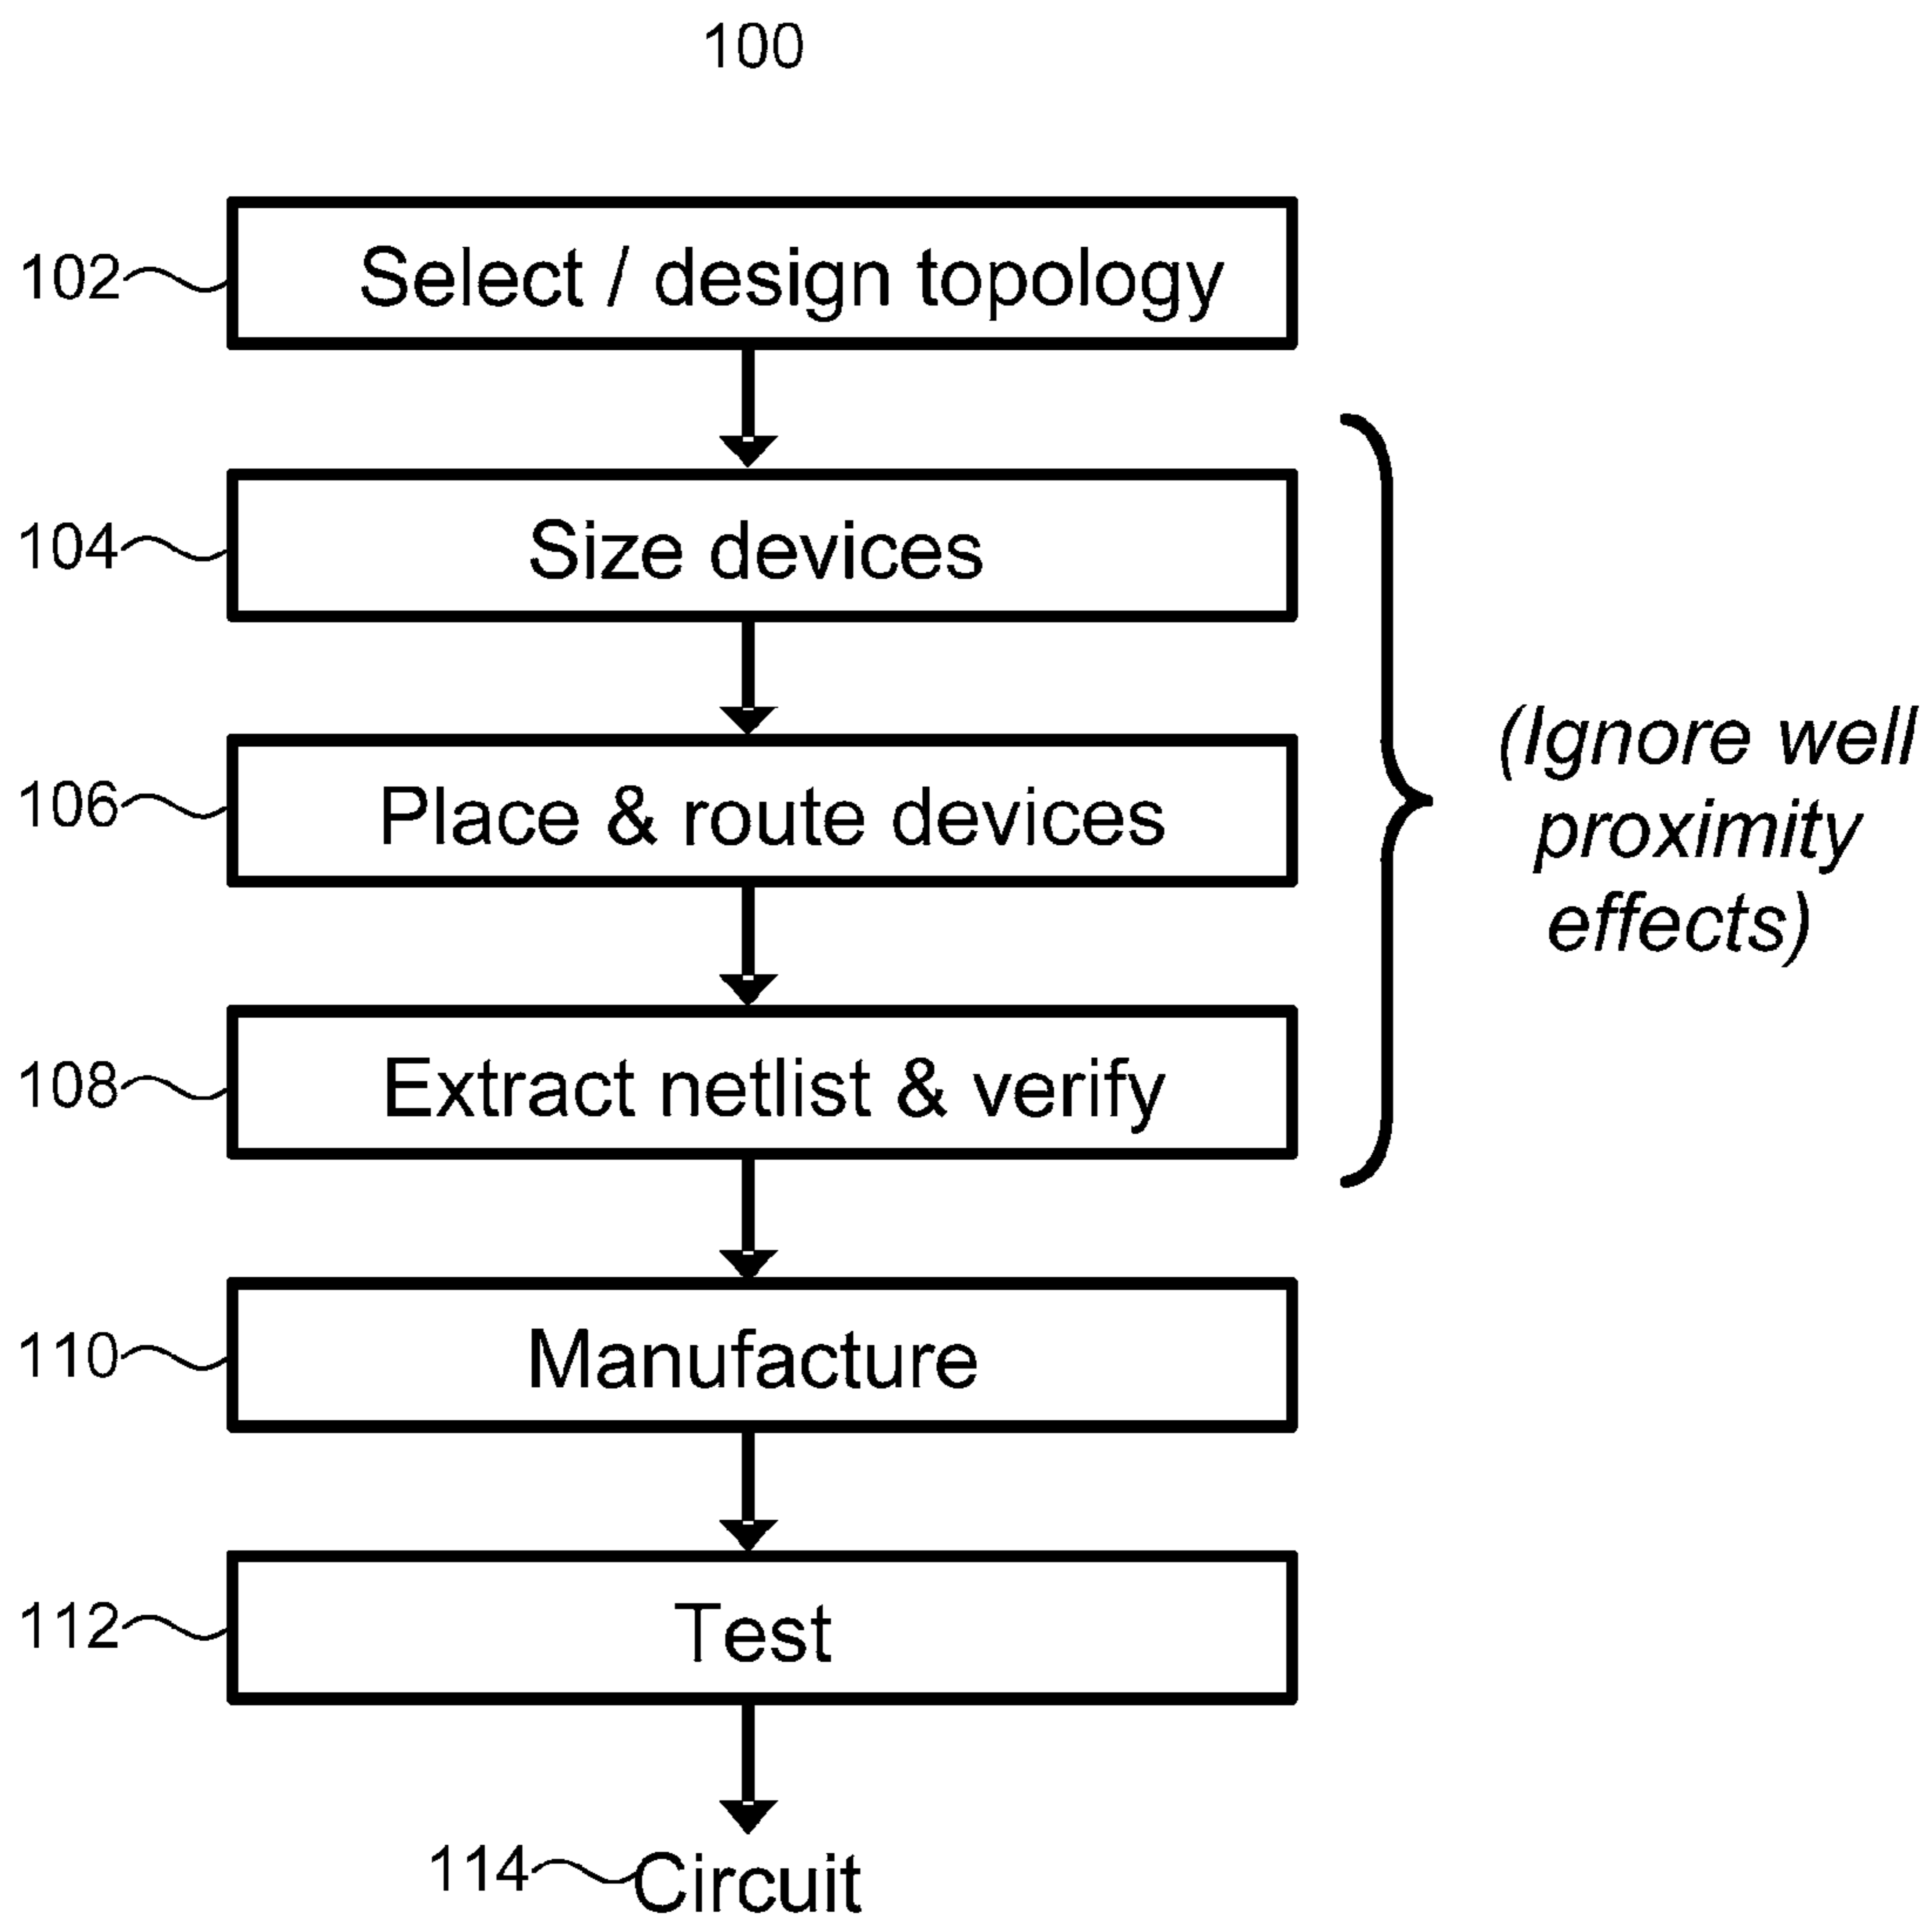 100
102 Select / design topology
104 Size devices
106 Place & route devices
(Ignore well
proximity
effects)
108 Extract netlist & verify
110 Manufacture
112 Test
114 Circuit